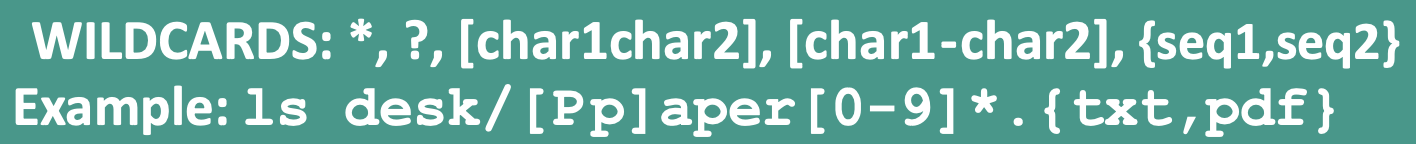 WILDCARDS: *, ?, [char1char2], [char1-char2], {seq1,seq2}
Example: ls desk/[Pp]aper[0-9]*.{txt,pdf}